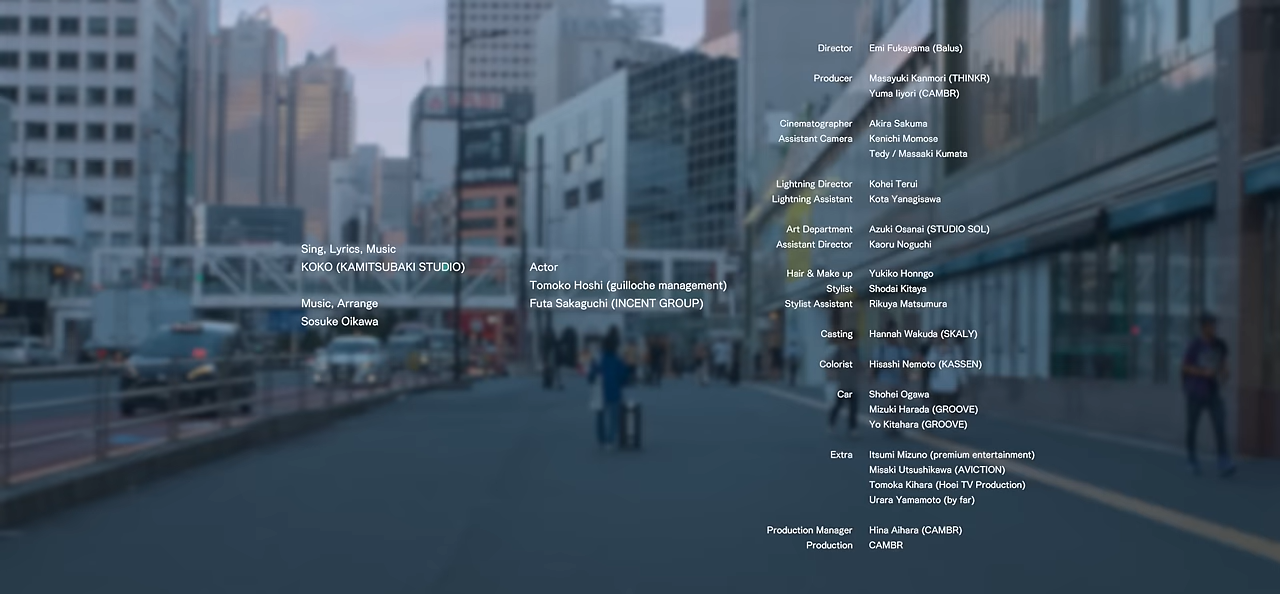 Sing, Lyrics, Music
KOKO (KAMITSUBAKI STUDIO)
Music, Arrange
Sosuke Oikawa
Actor
Tomoko Hoshi (guilloche management)
Futa Sakaguchi (INCENT GROUP)
Director Emi Fukayama (Balus)
Producer Masayuki Kanmori (THINKR)
Yuma Iiyori (CAMBR)
Cinematographer Akira Sakuma
Assistant Camera Kenichi Momose
Tedy / Masaaki Kumata
Lightning Director Kohei Terui
Lightning Assistant Kota Yanagisawa
Art Department Azuki Osanai (STUDIO SOL)
Assistant Director Kaoru Noguchi
Hair & Make up Yukiko Honngo
Stylist Shodai Kitaya
Stylist Assistant Rikuya Matsumura
Casting Hannah Wakuda (SKALY)
Colorist Hisashi Nemoto (KASSEN)
Car Shohei Ogawa
Mizuki Harada (GROOVE)
Yo Kitahara (GROOVE)
Extra Itsumi Mizuno (premium entertainment)
Misaki Utsushikawa (AVICTION)
Tomoka Kihara (Hoei TV Production)
Urara Yamamoto (by far)
Production Manager Hina Aihara (CAMBR)
Production CAMBR